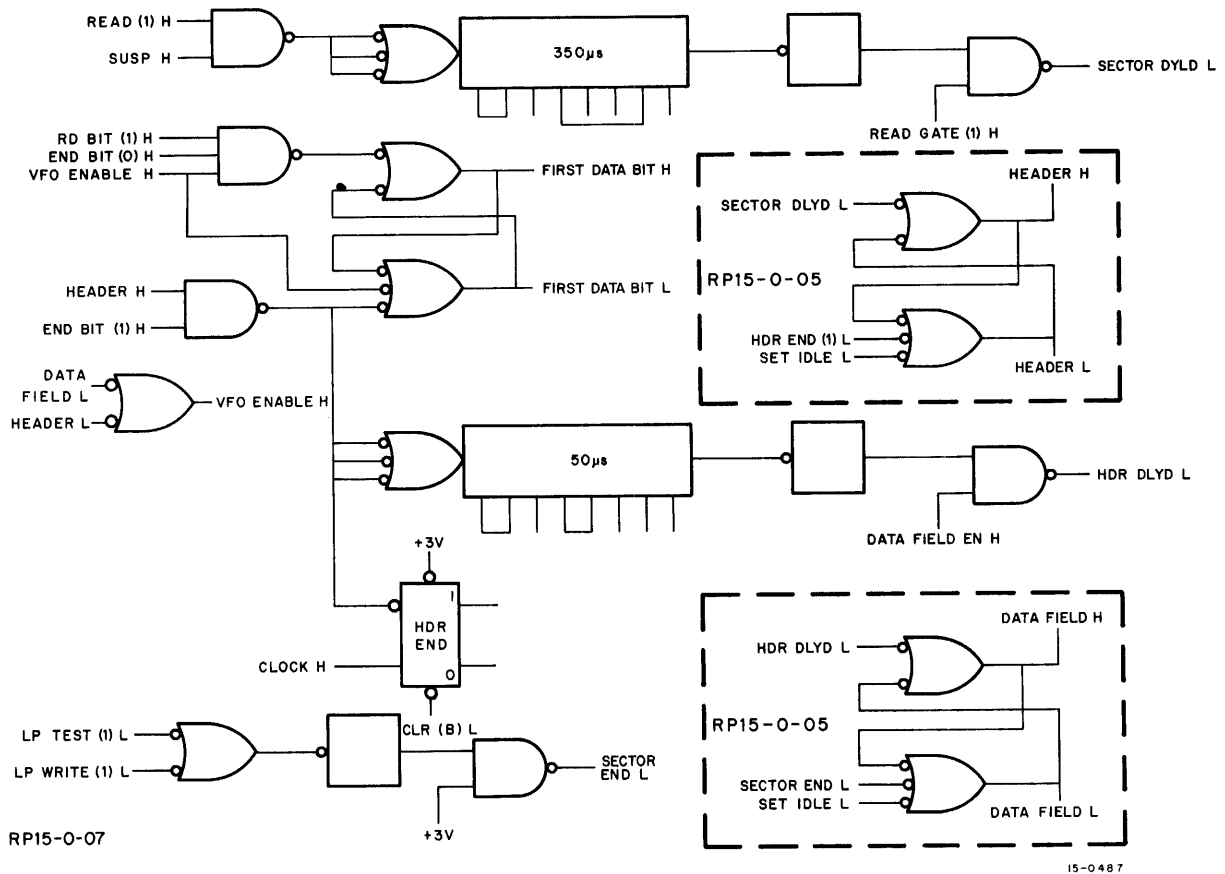 READ (1) H
SUSP H
350µs
SECTOR DYLD L
READ GATE (1) H
RD BIT (1) H
END BIT (0) H
VFO ENABLE H
FIRST DATA BIT H
HEADER H
SECTOR DLYD L
RP15-0-05
HEADER H
END BIT (1) H
FIRST DATA BIT L
HDR END (1) L
SET IDLE L
HEADER L
DATA
FIELD L
HEADER L
VFO ENABLE H
50µs
HDR DLYD L
DATA FIELD EN H
+3V
1
HDR
END
0
CLOCK H
CLR (B) L
DATA FIELD H
HDR DLYD L
RP15-0-05
LP TEST (1) L
LP WRITE (1) L
+3V
SECTOR
END L
SECTOR END L
SET IDLE L
DATA FIELD L
RP15-0-07
15-0487